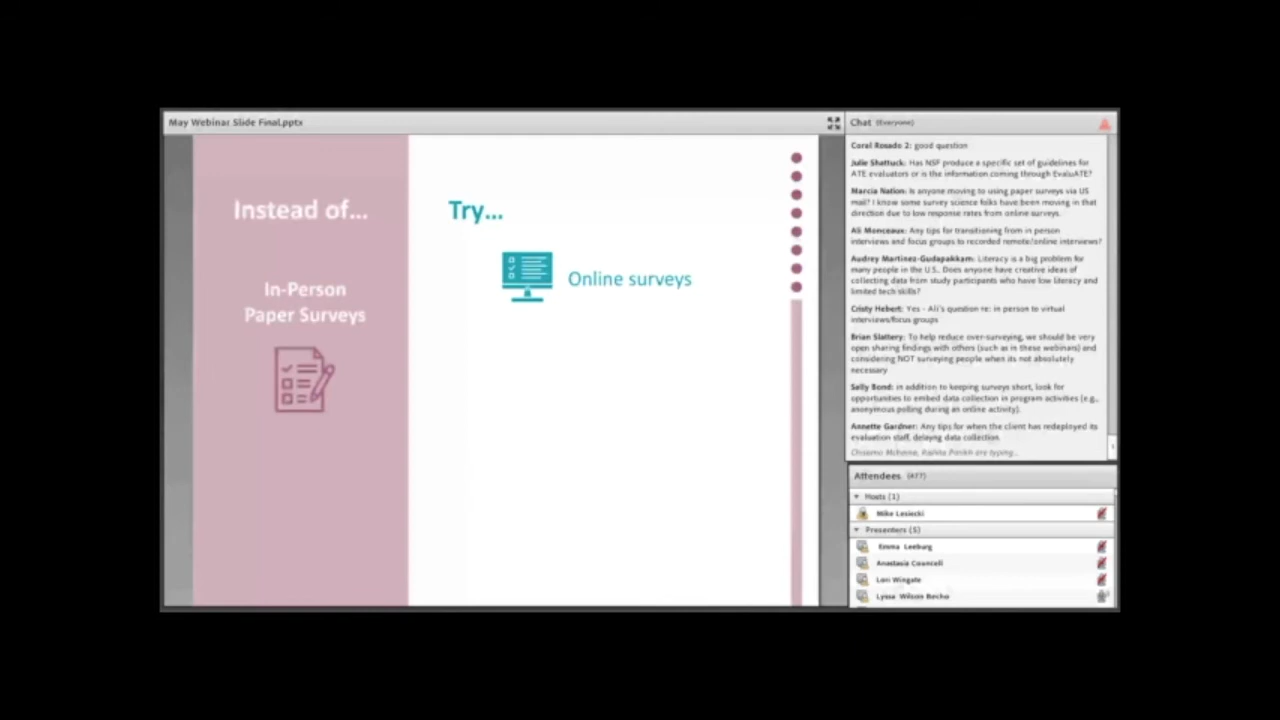 May Webinar Slide Final.pptx
Instead of...
In-Person
Paper Surveys
Try...
Online surveys
Chat (Everyone)
Coral Rosado 2: good question
Julie Shattuck: Has NSF produce a specific set of guidelines for
ATE evaluators or is the information coming through EvaluATE?
Marcia Nation: Is anyone moving to using paper surveys via US
mail? I know some survey science folks have been moving in that
direction due to low response rates from online surveys.
Ali Monceaux: Any tips for transitioning from in person
interviews and focus groups to recorded remote/online interviews?
Audrey Martinez-Gudapakkam: Literacy is a big problem for
many people in the U.S. Does anyone have creative ideas of
collecting data from study participants who have low literacy and
limited tech skills?
Cristy Hebert: Yes - Ali's question re: in person to virtual
interviews/focus groups
Brian Slattery: To help reduce over-surveying, we should be very
open sharing findings with others (such as in these webinars) and
considering NOT surveying people when its not absolutely
necessary
Sally Bond: in addition to keeping surveys short, look for
opportunities to embed data collection in program activities (e.g.,
anonymous polling during an online activity).
Annette Gardner: Any tips for when the client has redeployed its
evaluation staff, delayng data collection
are typing...
Attendees (477)
Hosts (1)
Mike Lesiecki
Presenters (5)
Emma Leeburg
Anastasia Councell
Lori Wingate
Lyssa Wilson Becho